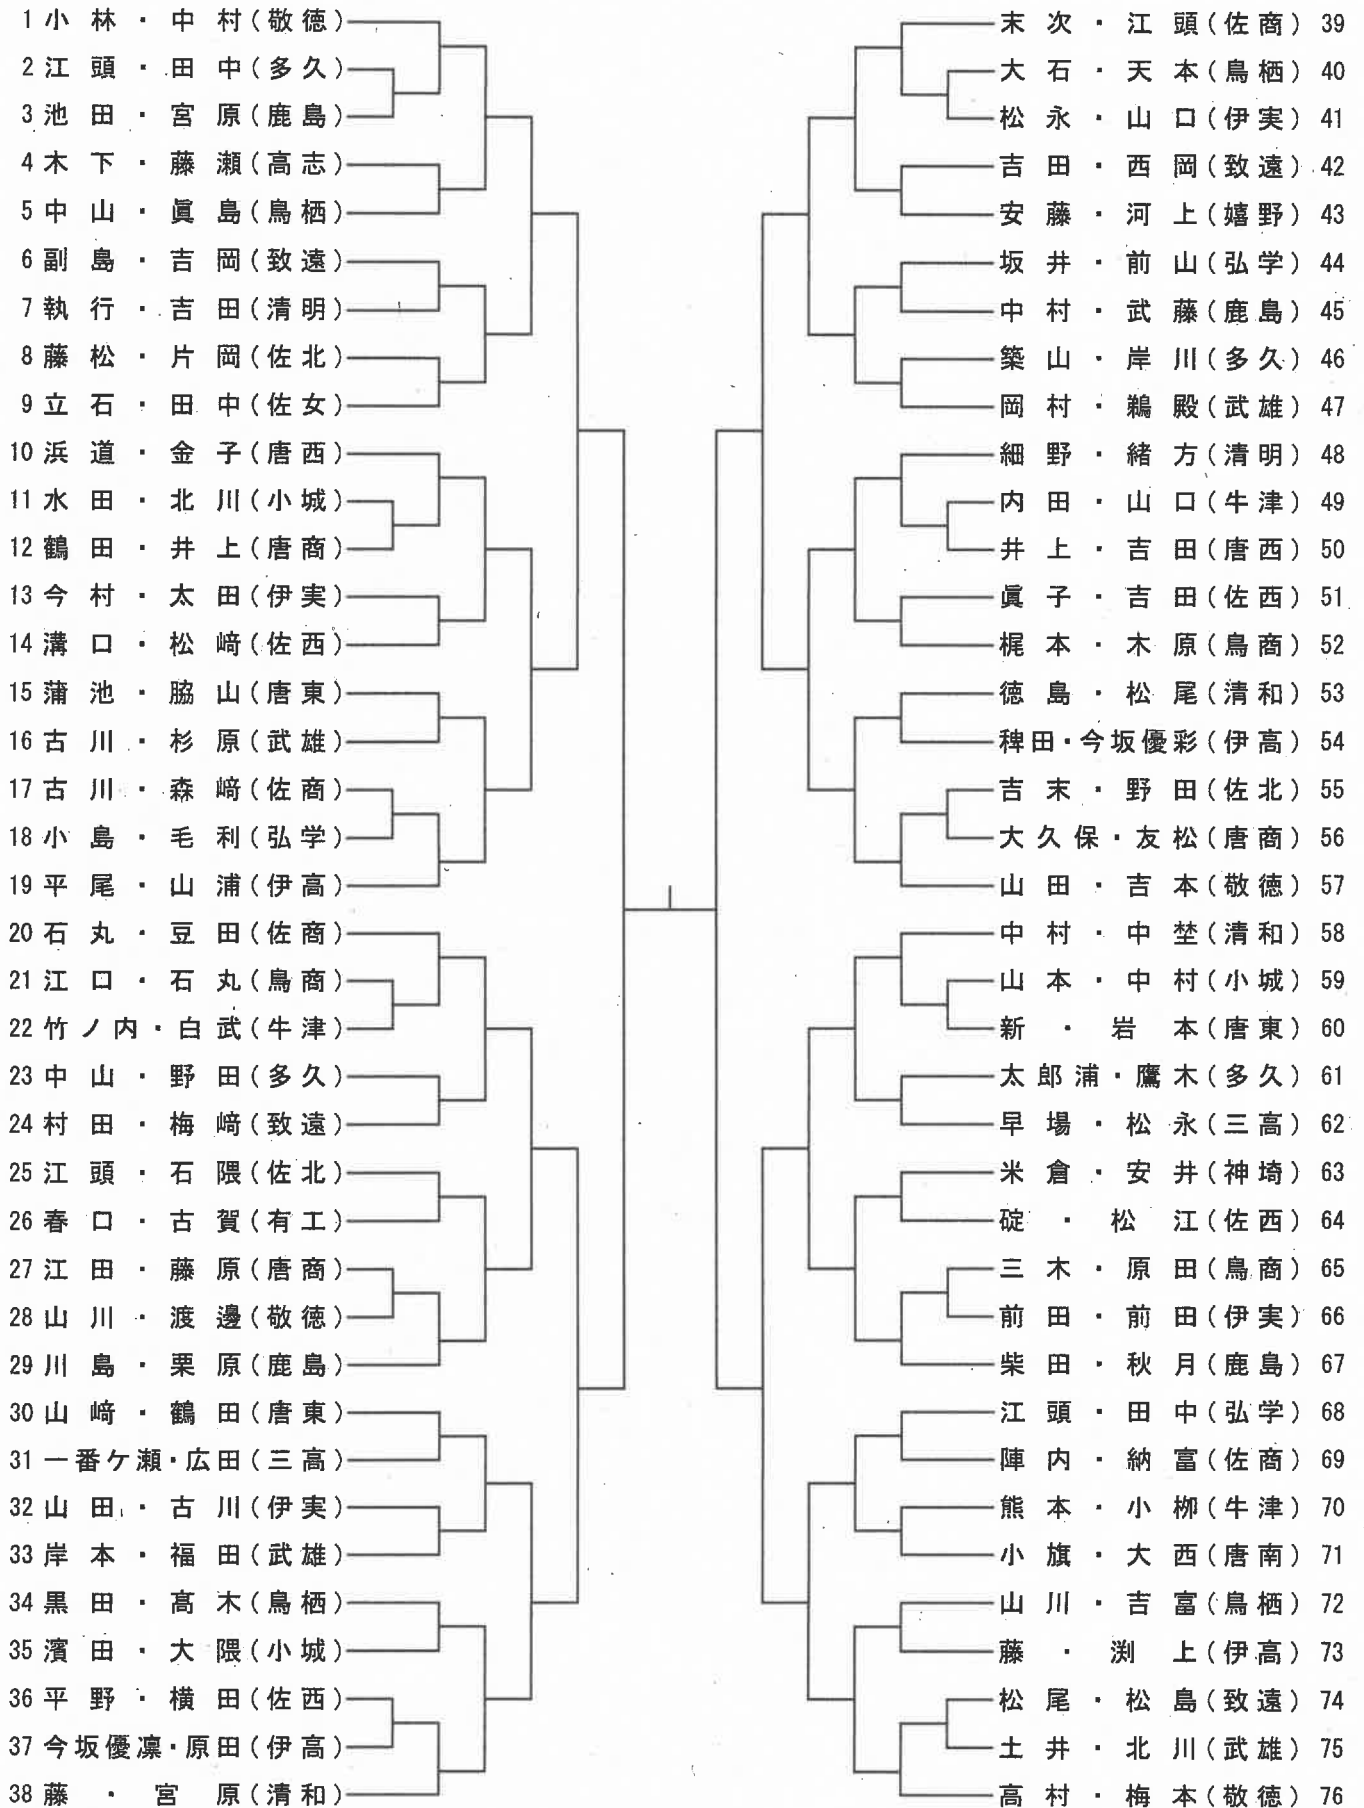 1 小林・中村(敬徳)
2 江頭・田中(多久)
3 池田・宮原(鹿島)
4 木下・藤瀬(高志)
5 中山・眞島(鳥栖)
6 副島・吉岡(致遠)
7 執行・吉田(清明)
8 藤松・片岡(佐北)
9 立石・田中(佐女)
10 浜道・金子(唐西)
11 水田・北川(小城)
12 鶴田・井上(唐商)
13 今村・太田(伊実)
14 溝口・松﨑(佐西)
15 蒲池・脇山(唐東)
16 古川・杉原(武雄)
17 古川・森﨑(佐商)
18 小島・毛利(弘学)
19 平尾・山浦(伊高)
20 石丸・豆田(佐商)
21 江口・石丸(鳥商)
22 竹ノ内・白武(牛津)
23 中山・野田(多久)
24 村田・梅﨑(致遠)
25 江頭・石隈(佐北)
26 春口・古賀(有工)
27 江田・藤原(唐商)
28 山川・渡邊(敬徳)
29 川島・栗原(鹿島)
30 山﨑・鶴田(唐東)
31 一番ケ瀬・広田(三高)
32 山田・古川(伊実)
33 岸本・福田(武雄)
34 黒田・髙木(鳥栖)
35 濱田・大隈(小城)
36 平野・横田(佐西)
37 今坂優凛・原田(伊高)
38 藤・宮原(清和)
末次・江頭(佐商) 39
大石・天本(鳥栖) 40
松永・山口(伊実) 41
吉田・西岡(致遠) 42
安藤・河上(嬉野) 43
坂井・前山(弘学) 44
中村・武藤(鹿島) 45
築山・岸川(多久) 46
岡村・鵜殿(武雄) 47
細野・緒方(清明) 48
内田・山口(牛津) 49
井上・吉田(唐西) 50
眞子・吉田(佐西) 51
梶本・木原(鳥商) 52
徳島・松尾(清和) 53
稗田・今坂優彩(伊高) 54
吉末・野田(佐北) 55
大久保・友松(唐商) 56
山田・吉本(敬徳) 57
中村・中埜(清和) 58
山本・中村(小城) 59
新・岩本(唐東) 60
太郎浦・鷹木(多久) 61
早場・松永(三高) 62
米倉・安井(神埼) 63
碇・松江(佐西) 64
三木・原田(鳥商) 65
前田・前田(伊実) 66
柴田・秋月(鹿島) 67
江頭・田中(弘学) 68
陣内・納富(佐商) 69
熊本・小栁(牛津) 70
小旗・大西(唐南) 71
山川・吉富(鳥栖) 72
藤・渕上(伊高) 73
松尾・松島(致遠) 74
土井・北川(武雄) 75
高村・梅本(敬徳) 76